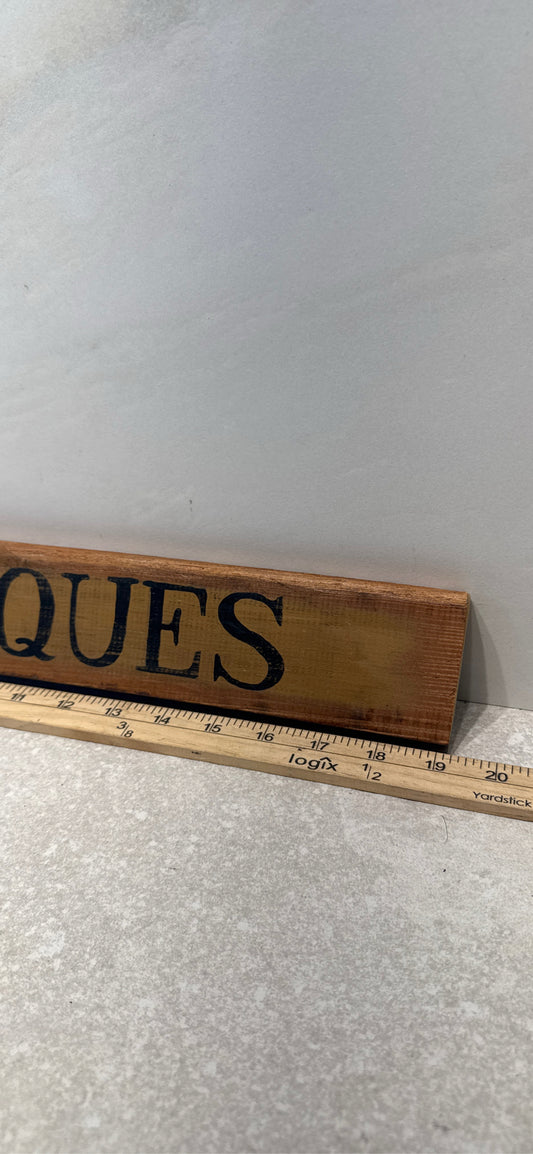 QUES
11 12 13 14 15 16 17 18 19 20
3/8 logix 1/2 Yardstick